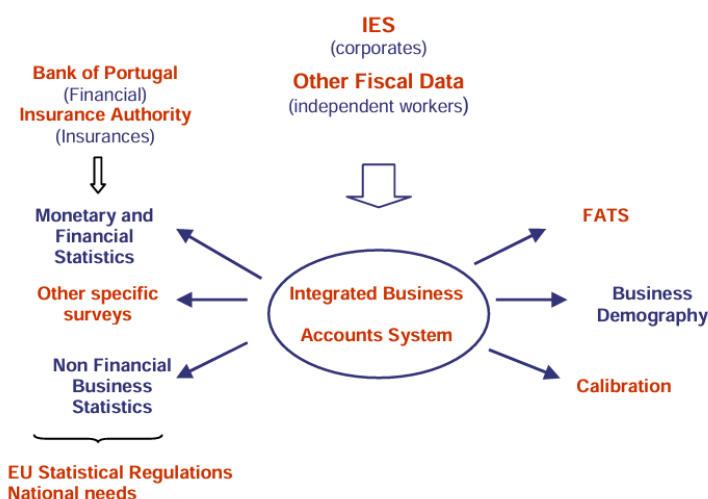 IES
(corporates)
Other Fiscal Data
(independent workers)
Bank of Portugal
(Financial)
Insurance Authority
(Insurances)
Monetary and
Financial
Statistics
Other specific
surveys
Non Financial
Business
Statistics
EU Statistical Regulations
National needs
Integrated Business
Accounts System
FATS
Business
Demography
Calibration